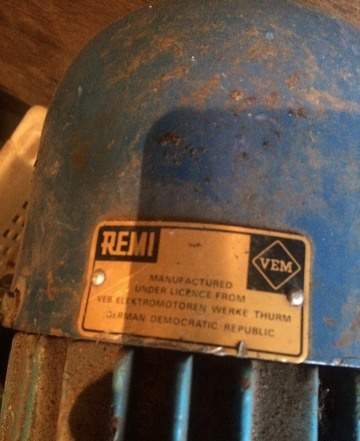 REMI
VEM
MANUFACTURED
UNDER LICENCE FROM
VEB ELEKTROMOTOREN WERKE THURM
GERMAN DEMOCRATIC REPUBLIC